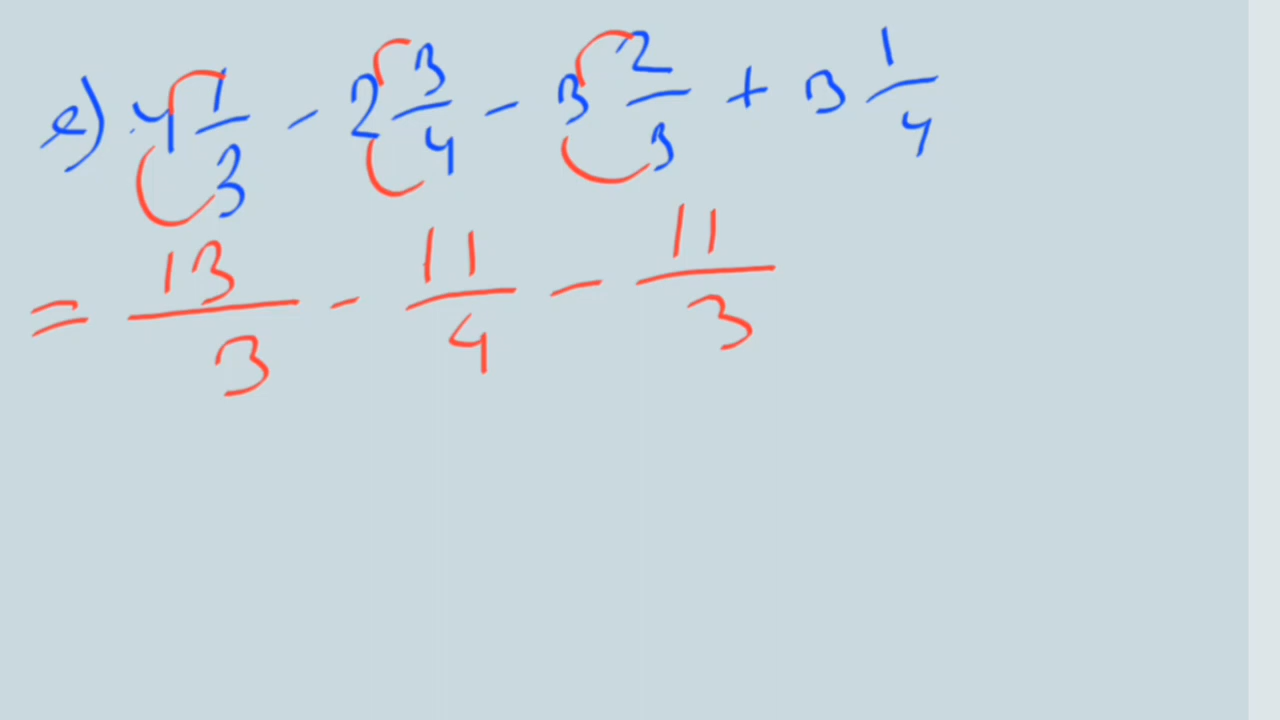 e) 4 1/3 - 2 3/4 - 3 2/3 + 3 1/4
= 13/3 - 11/4 - 11/3